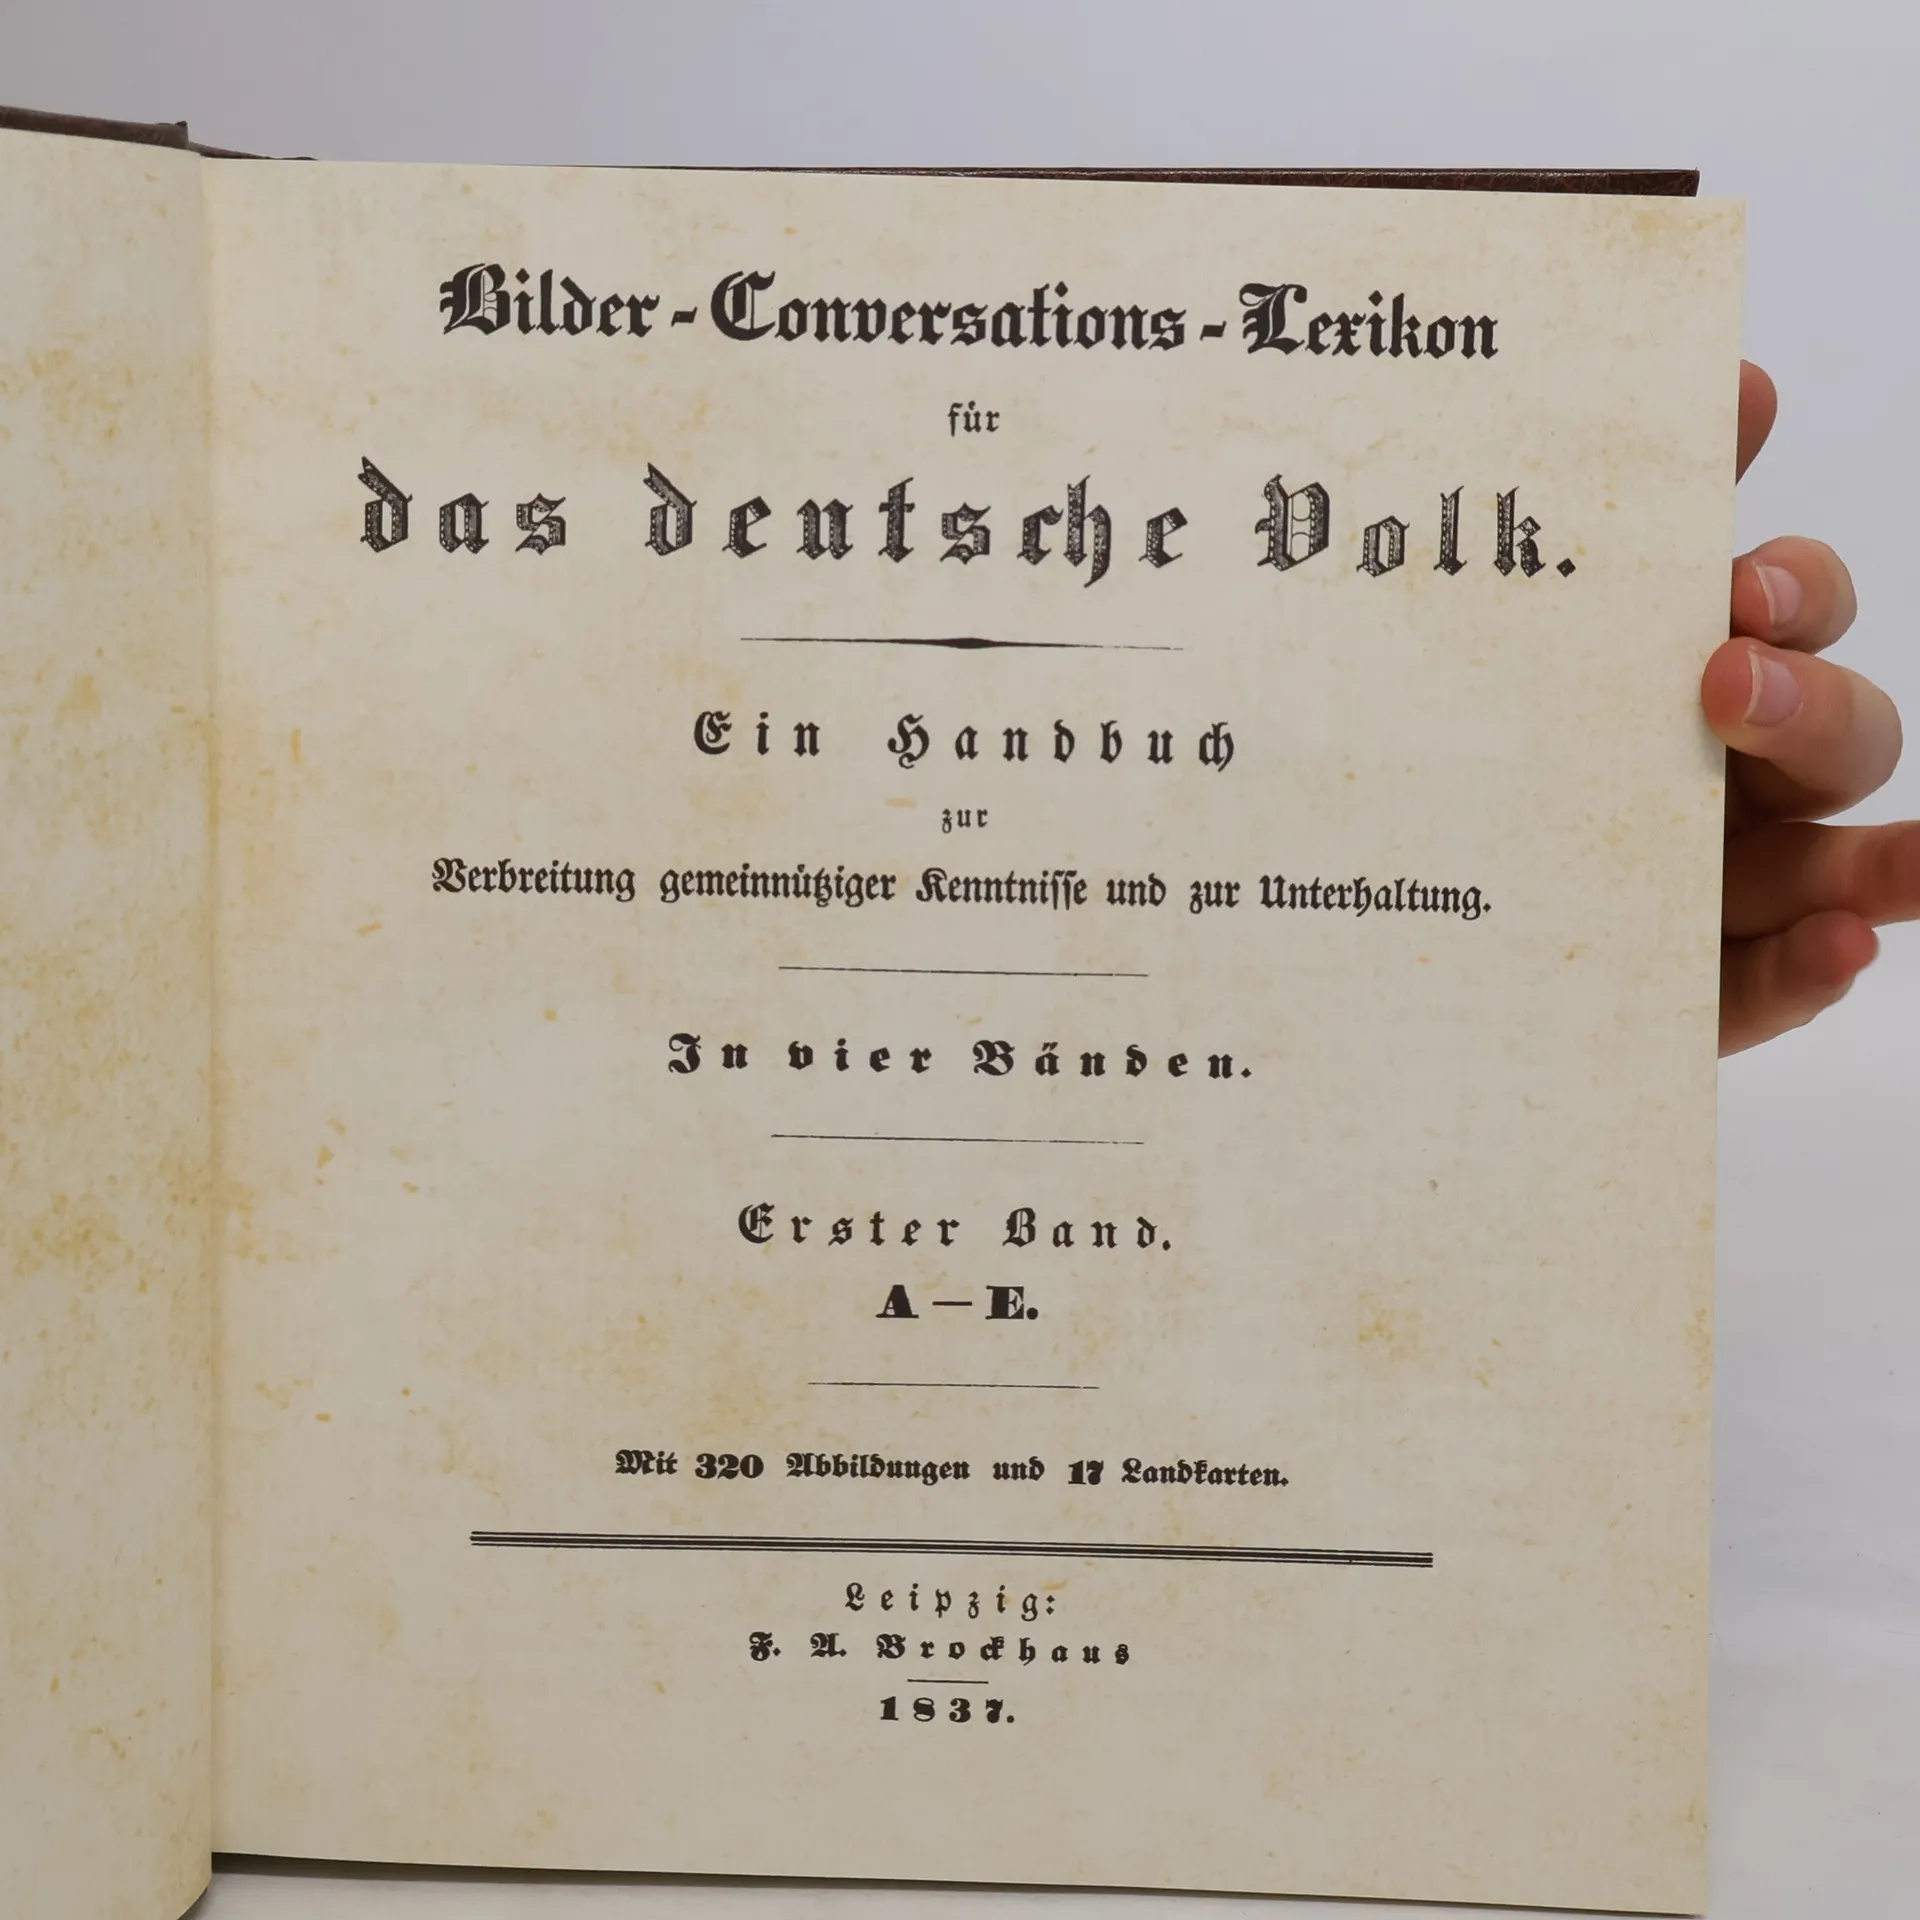 Bilder-Conversations-Lexikon
für
das deutsche Volk.
Ein Handbuch
zur
Verbreitung gemeinnütziger Kenntnisse und zur Unterhaltung.
In vier Bänden.
Erster Band.
A — E.
Mit 320 Abbildungen und 17 Landkarten.
Leipzig:
F. A. Brockhaus
1837.